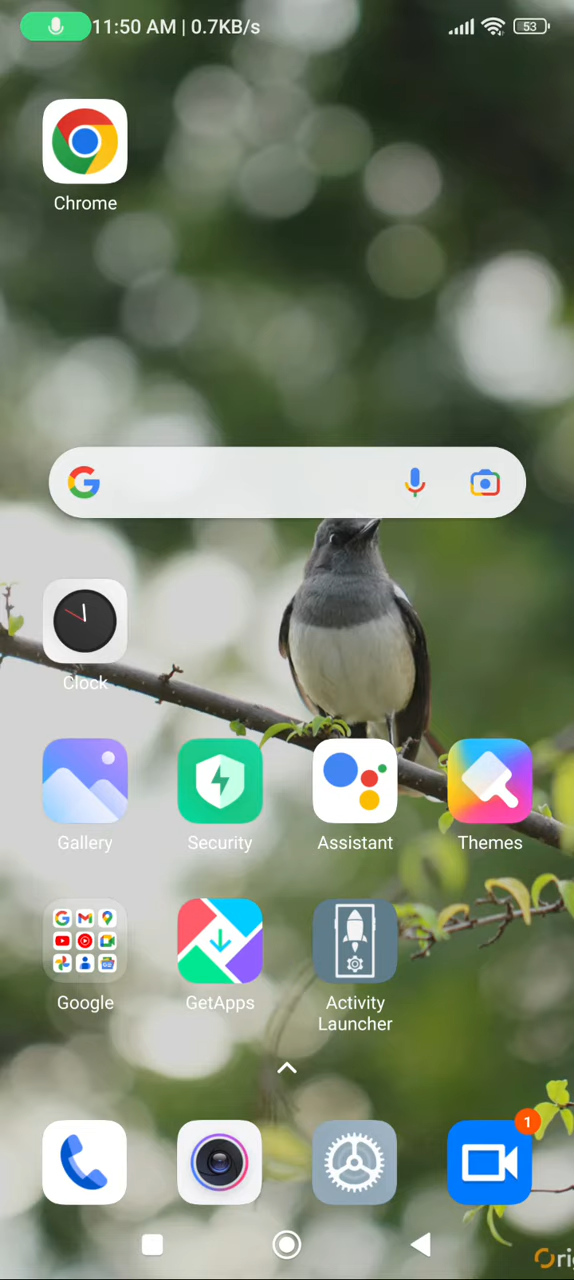 11:50 AM | 0.7KB/s
53
Chrome
Clock
Gallery
Security
Assistant
Themes
Google
GetApps
Activity
Launcher
1